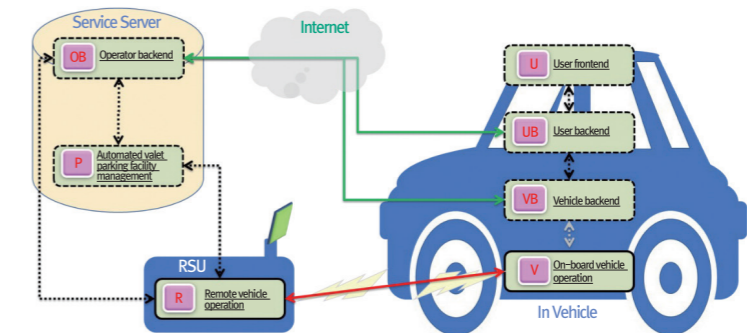 Service Server
OB
Operator backend
P
Automated valet
parking facility
management
Internet
U
User frontend
UB
User backend
VB
Vehicle backend
V
On-board vehicle
operation
In Vehicle
RSU
R
Remote vehicle
operation